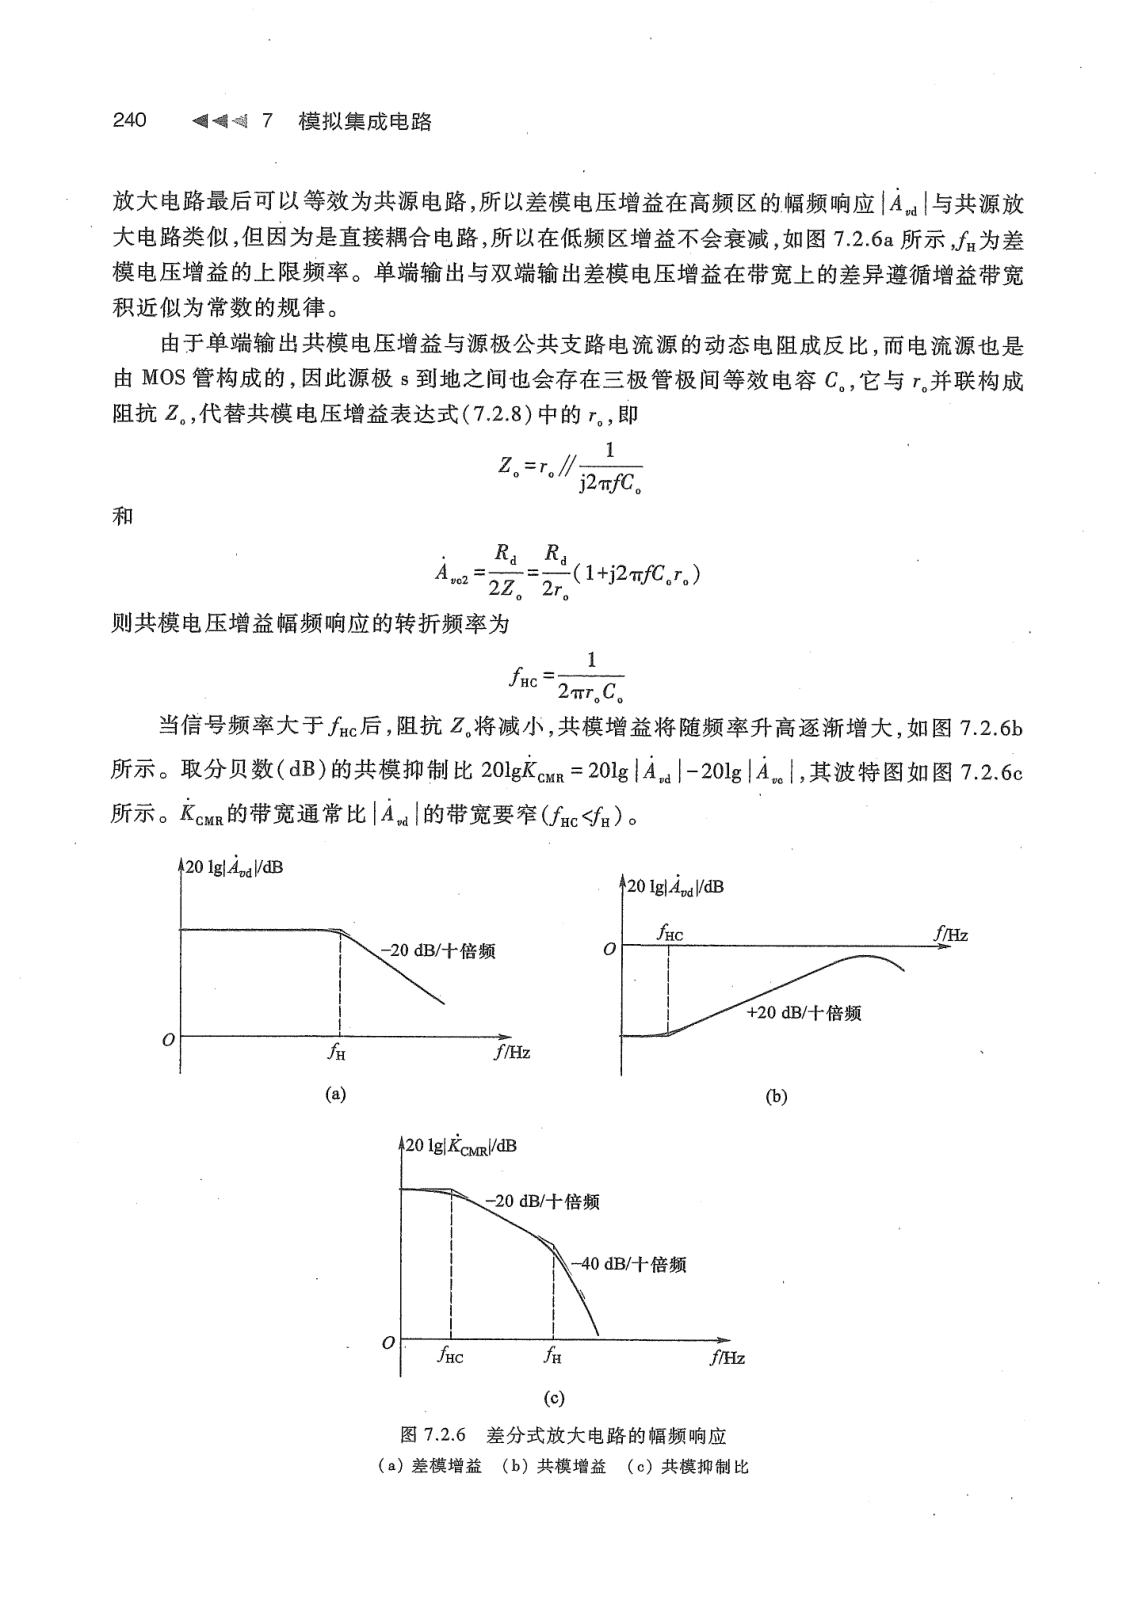 240 7 模拟集成电路
放大电路最后可以等效为共源电路,所以差模电压增益在高频区的幅频响应|Ȧvd|与共源放
大电路类似,但因为是直接耦合电路,所以在低频区增益不会衰减,如图 7.2.6a 所示,fH为差
模电压增益的上限频率。单端输出与双端输出差模电压增益在带宽上的差异遵循增益带宽
积近似为常数的规律。
由于单端输出共模电压增益与源极公共支路电流源的动态电阻成反比,而电流源也是
由 MOS 管构成的,因此源极 s 到地之间也会存在三极管极间等效电容 Co,它与 ro并联构成
阻抗 Zo,代替共模电压增益表达式(7.2.8)中的 ro,即
Zo=ro//1/(j2πfCo)
和
Ȧvc2=Rd/(2Zo)=Rd/(2ro)(1+j2πfCoro)
则共模电压增益幅频响应的转折频率为
fHC=1/(2πroCo)
当信号频率大于 fHC后,阻抗 Zo将减小,共模增益将随频率升高逐渐增大,如图 7.2.6b
所示。取分贝数(dB)的共模抑制比 20lgK̇CMR=20lg|Ȧvd|-20lg|Ȧvc|,其波特图如图 7.2.6c
所示。K̇CMR的带宽通常比|Ȧvd|的带宽要窄(fHC<fH)。
20 lg|Ȧvd|/dB
-20 dB/十倍频
O
fH
f/Hz
(a)
20 lg|Ȧvd|/dB
fHC
f/Hz
O
+20 dB/十倍频
(b)
20 lg|K̇CMR|/dB
-20 dB/十倍频
-40 dB/十倍频
O
fHC
fH
f/Hz
(c)
图 7.2.6 差分式放大电路的幅频响应
(a) 差模增益 (b) 共模增益 (c) 共模抑制比